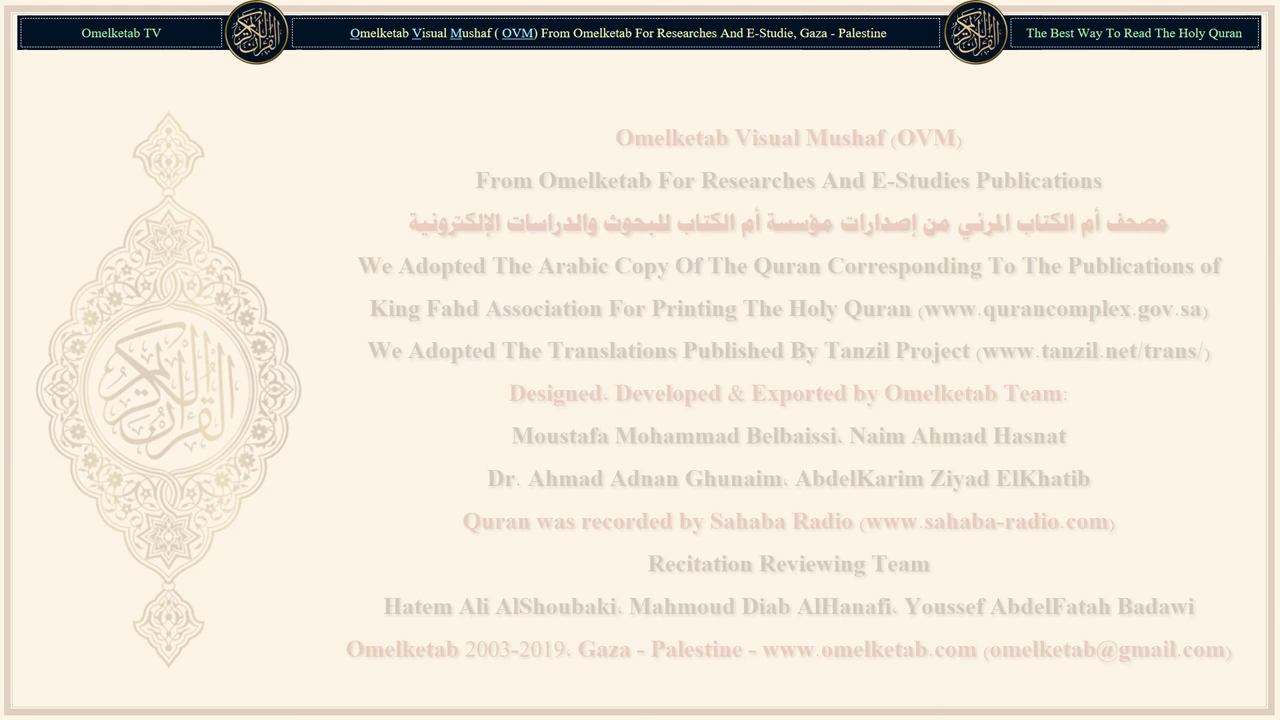 Omelketab TV
Omelketab Visual Mushaf ( OVM) From Omelketab For Researches And E-Studie, Gaza - Palestine
The Best Way To Read The Holy Quran
Omelketab Visual Mushaf (OVM)
From Omelketab For Researches And E-Studies Publications
مصحف أم الكتاب المرئي من إصدارات مؤسسة أم الكتاب للبحوث والدراسات الإلكترونية
We Adopted The Arabic Copy Of The Quran Corresponding To The Publications of
King Fahd Association For Printing The Holy Quran (www.qurancomplex.gov.sa)
We Adopted The Translations Published By Tanzil Project (www.tanzil.net/trans/)
Designed، Developed & Exported by Omelketab Team:
Moustafa Mohammad Belbaissi، Naim Ahmad Hasnat
Dr. Ahmad Adnan Ghunaim، AbdelKarim Ziyad ElKhatib
Quran was recorded by Sahaba Radio (www.sahaba-radio.com)
Recitation Reviewing Team
Hatem Ali AlShoubaki، Mahmoud Diab AlHanafi، Youssef AbdelFatah Badawi
Omelketab 2003-2019، Gaza - Palestine - www.omelketab.com (omelketab@gmail.com)
القرآن الكريم